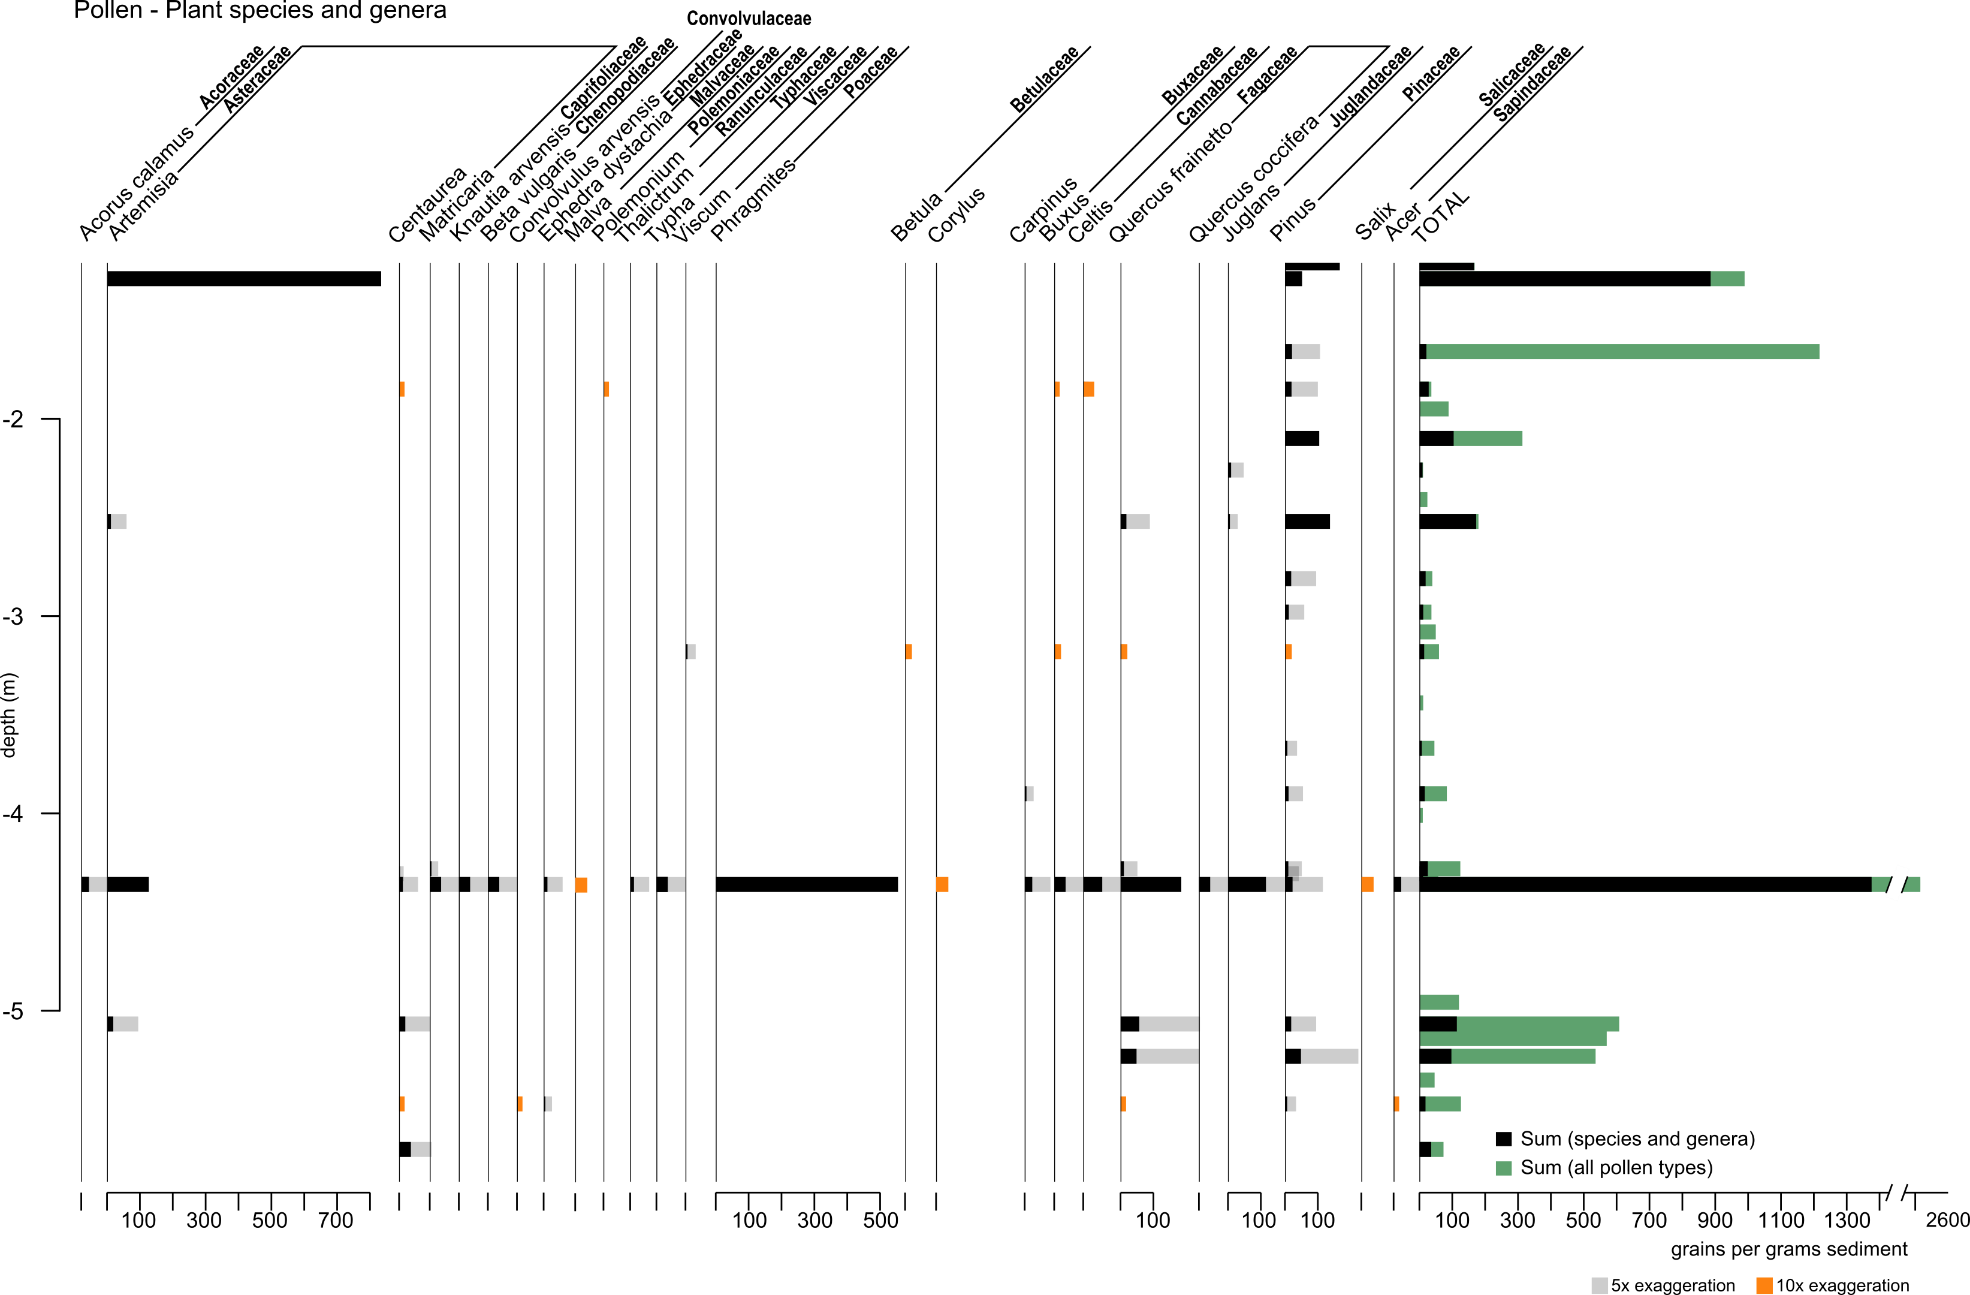 Pollen - Plant species and genera
Convolvulaceae
Acoraceae
Asteraceae
Caprifoliaceae
Chenopodiaceae
Ephedraceae
Malvaceae
Polemoniaceae
Ranunculaceae
Typhaceae
Viscaceae
Poaceae
Betulaceae
Buxaceae
Cannabaceae
Fagaceae
Juglandaceae
Pinaceae
Salicaceae
Sapindaceae
Acorus calamus
Artemisia
Centaurea
Matricaria
Knautia arvensis
Beta vulgaris
Convolvulus arvensis
Ephedra dystachia
Malva
Polemonium
Thalictrum
Typha
Viscum
Phragmites
Betula
Corylus
Carpinus
Buxus
Celtis
Quercus frainetto
Quercus coccifera
Juglans
Pinus
Salix
Acer
TOTAL
-2
-3
depth (m)
-4
-5
Sum (species and genera)
Sum (all pollen types)
100 300 500 700 100 300 500 100 100 100 100 300 500 700 900 1100 1300 2600
grains per grams sediment
5x exaggeration 10x exaggeration